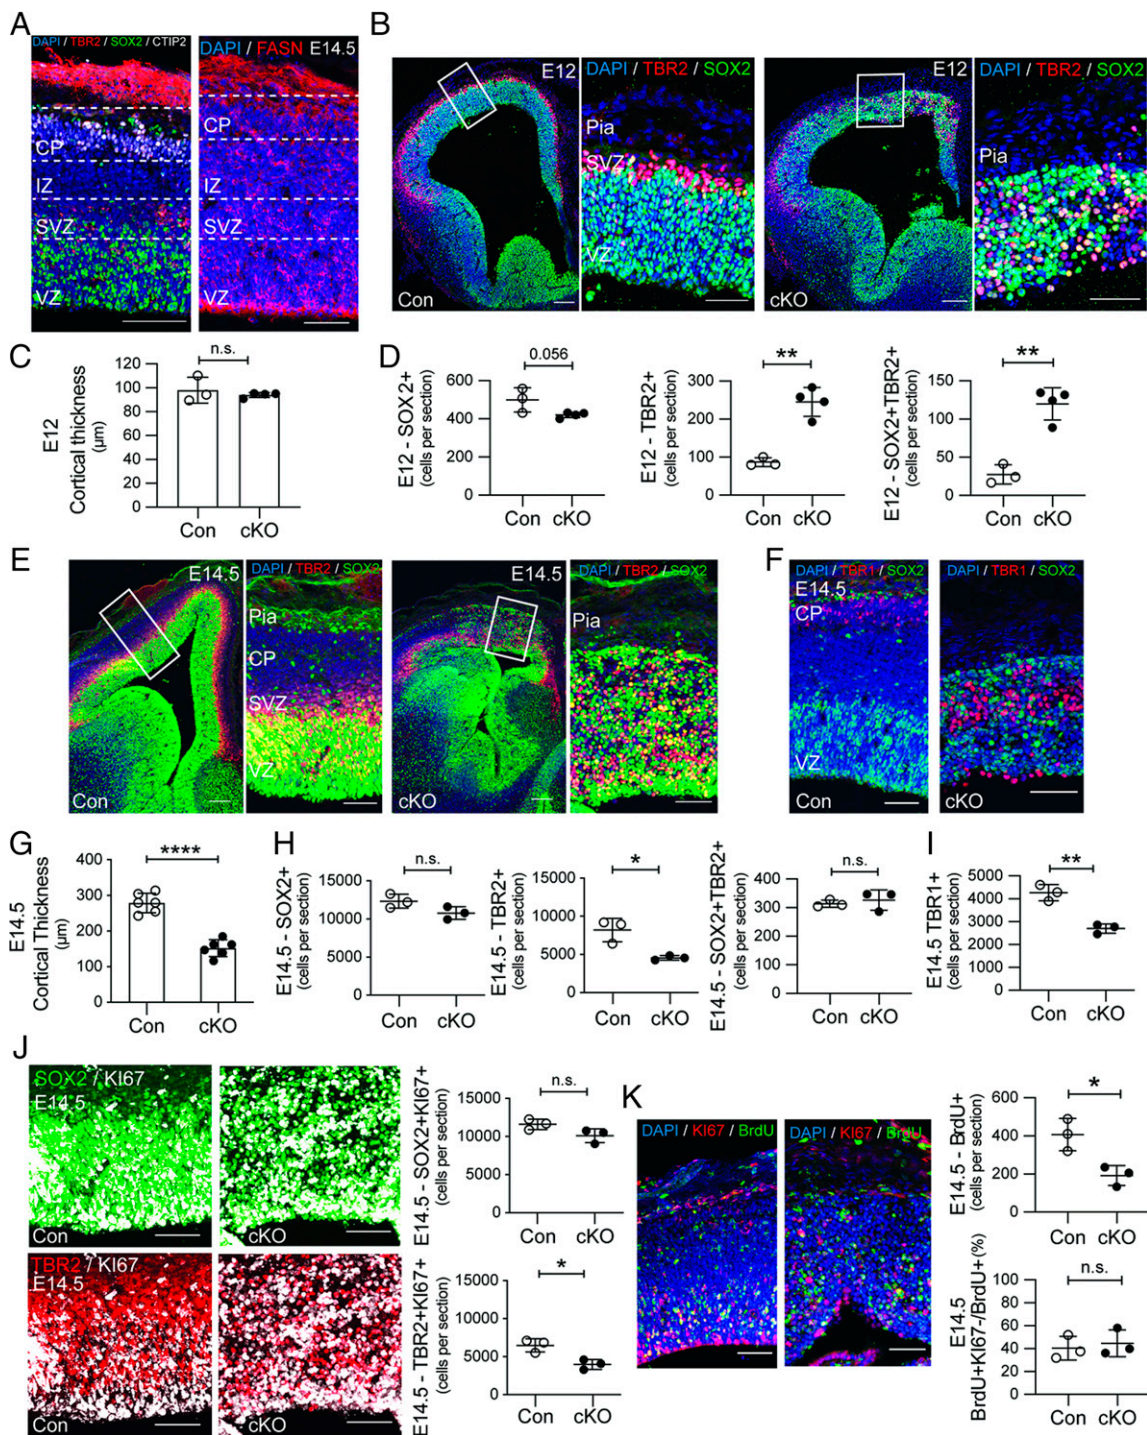 A
DAPI / TBR2 / SOX2 / CTIP2
CP
IZ
SVZ
VZ
DAPI / FASN E14.5
CP
IZ
SVZ
VZ
B
E12
Con
DAPI / TBR2 / SOX2
Pia
SVZ
VZ
E12
cKO
DAPI / TBR2 / SOX2
Pia
C
E12
Cortical thickness
(µm)
n.s.
120
100
80
60
40
20
0
Con cKO
D
E12 - SOX2+
(cells per section)
0.056
600
400
200
0
Con cKO
E12 - TBR2+
(cells per section)
**
300
200
100
0
Con cKO
E12 - SOX2+TBR2+
(cells per section)
**
150
100
50
0
Con cKO
E
E14.5
Con
DAPI / TBR2 / SOX2
Pia
CP
SVZ
VZ
E14.5
cKO
DAPI / TBR2 / SOX2
Pia
F
DAPI / TBR1 / SOX2
E14.5
CP
VZ
Con
DAPI / TBR1 / SOX2
cKO
G
E14.5
Cortical Thickness
(µm)
****
400
300
200
100
0
Con cKO
H
E14.5 - SOX2+
(cells per section)
n.s.
15000
10000
5000
0
Con cKO
E14.5 - TBR2+
(cells per section)
*
15000
10000
5000
0
Con cKO
E14.5 - SOX2+TBR2+
(cells per section)
n.s.
400
300
200
100
0
Con cKO
I
E14.5 TBR1+
(cells per section)
**
5000
4000
3000
2000
1000
0
Con cKO
J
SOX2 / KI67
E14.5
Con
cKO
TBR2 / KI67
E14.5
Con
cKO
E14.5 - SOX2+KI67+
(cells per section)
n.s.
15000
10000
5000
0
Con cKO
E14.5 - TBR2+KI67+
(cells per section)
*
15000
10000
5000
0
Con cKO
K
DAPI / KI67 / BrdU
Con
DAPI / KI67 / BrdU
cKO
E14.5 - BrdU+
(cells per section)
*
600
400
200
0
Con cKO
E14.5
BrdU+KI67-/BrdU+(%)
n.s.
100
80
60
40
20
0
Con cKO